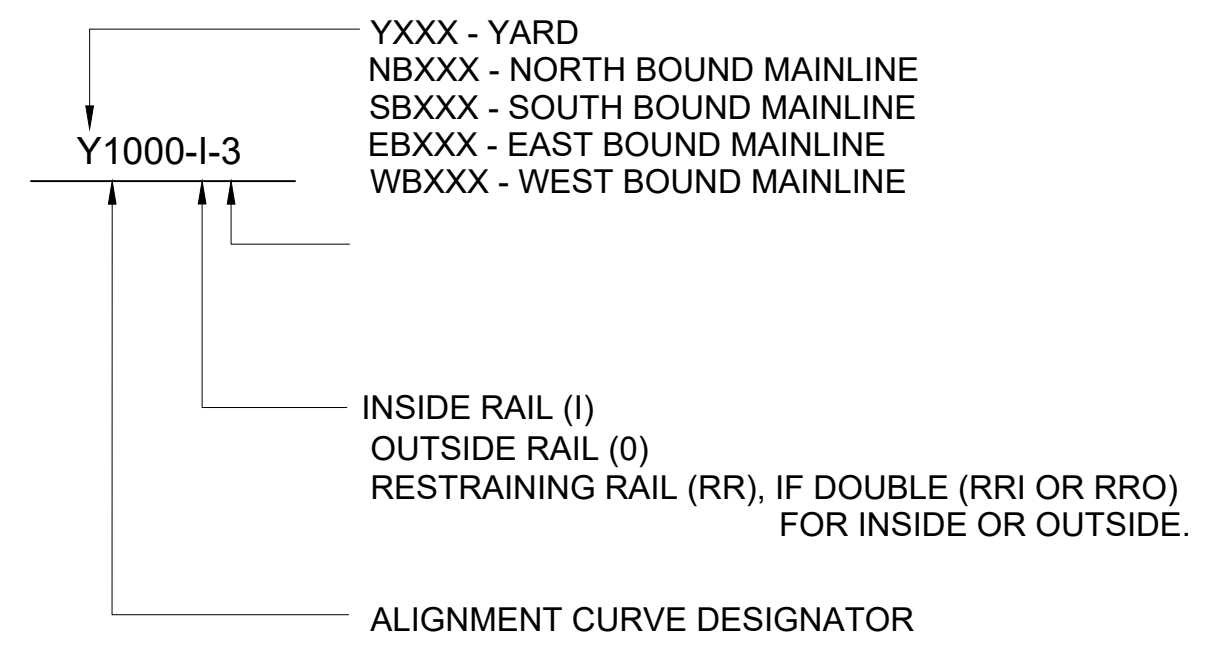 YXXX - YARD
NBXXX - NORTH BOUND MAINLINE
SBXXX - SOUTH BOUND MAINLINE
EBXXX - EAST BOUND MAINLINE
WBXXX - WEST BOUND MAINLINE
Y1000-I-3
INSIDE RAIL (I)
OUTSIDE RAIL (0)
RESTRAINING RAIL (RR), IF DOUBLE (RRI OR RRO)
FOR INSIDE OR OUTSIDE.
ALIGNMENT CURVE DESIGNATOR